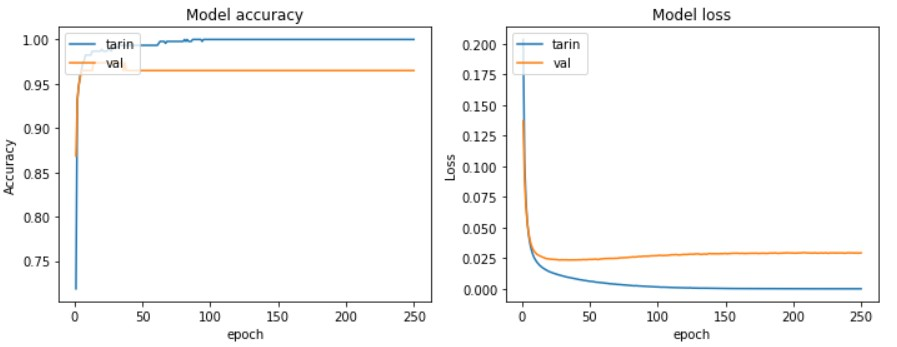 Model accuracy
1.00
0.95
0.90
0.85
0.80
0.75
Accuracy
tarin
val
0 50 100 150 200 250
epoch
Model loss
0.200
0.175
0.150
0.125
0.100
0.075
0.050
0.025
0.000
Loss
tarin
val
0 50 100 150 200 250
epoch